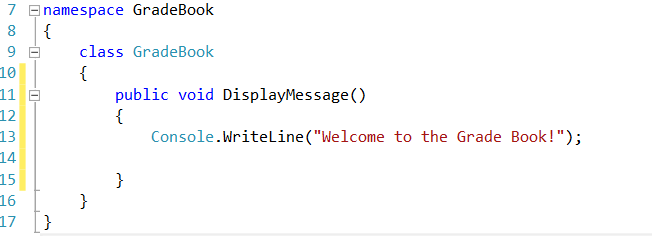 7 namespace GradeBook
8 {
9     class GradeBook
10     {
11         public void DisplayMessage()
12         {
13             Console.WriteLine("Welcome to the Grade Book!");
14
15         }
16     }
17 }